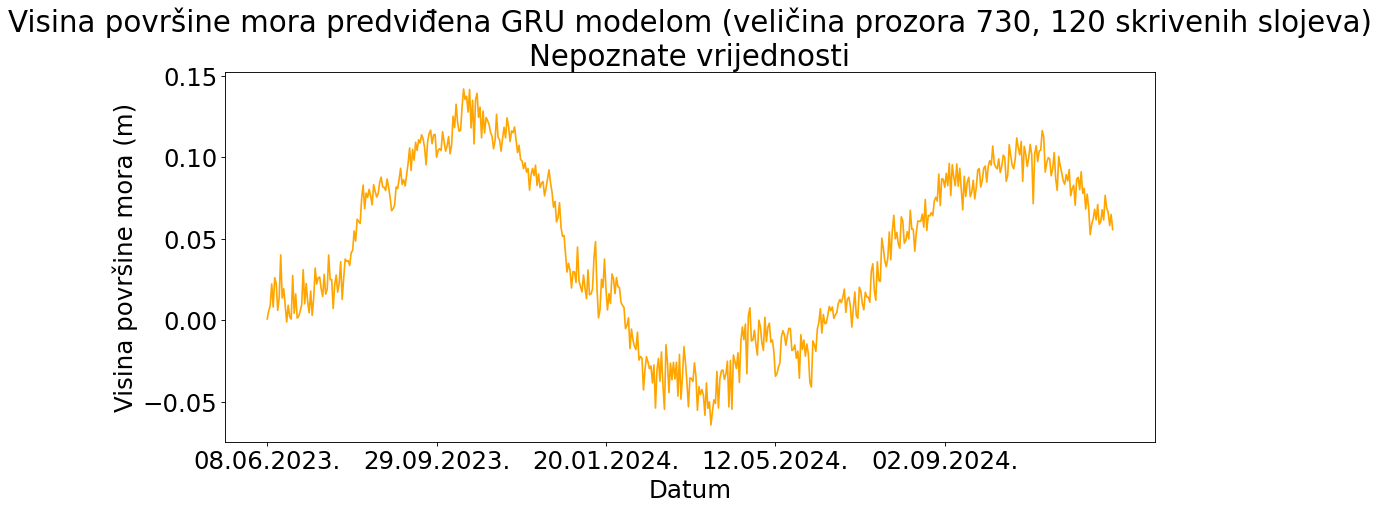 Visina površine mora predviđena GRU modelom (veličina prozora 730, 120 skrivenih slojeva)
Nepoznate vrijednosti
0.15
0.10
0.05
0.00
−0.05
Visina površine mora (m)
08.06.2023. 29.09.2023. 20.01.2024. 12.05.2024. 02.09.2024.
Datum